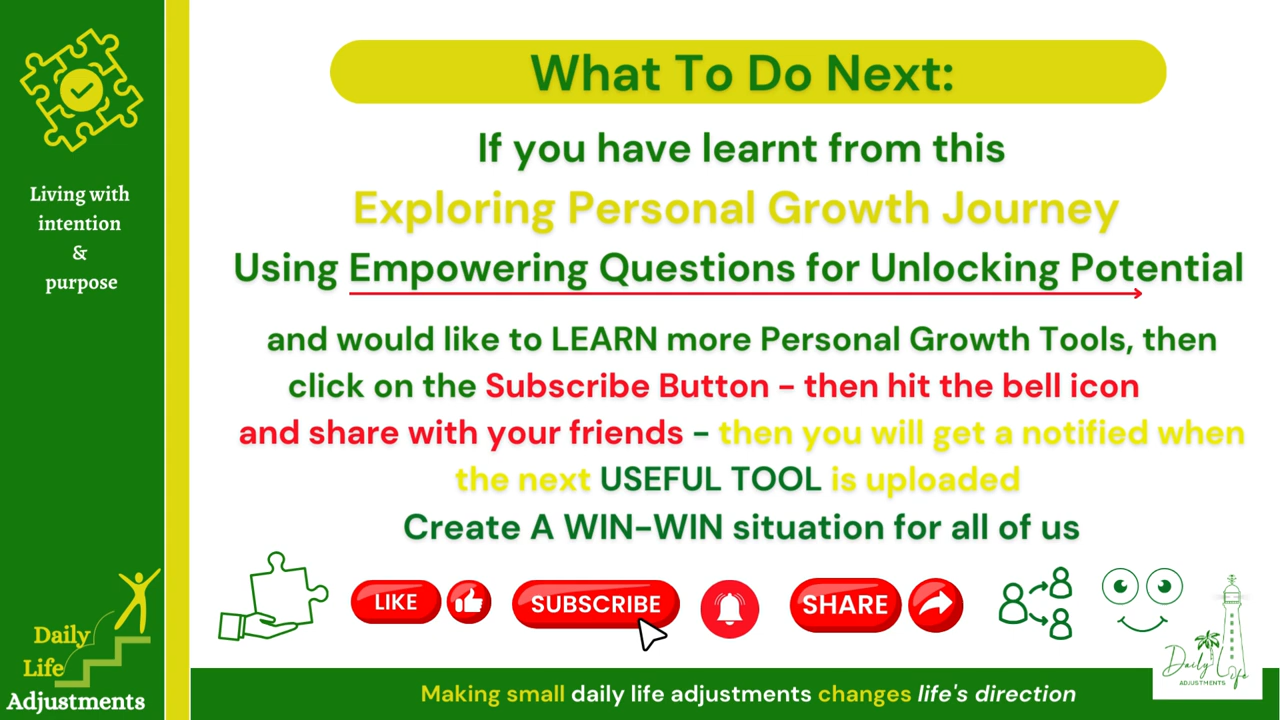 Living with
intention
&
purpose
Daily
Life
Adjustments
What To Do Next:
If you have learnt from this
Exploring Personal Growth Journey
Using Empowering Questions for Unlocking Potential
and would like to LEARN more Personal Growth Tools, then
click on the Subscribe Button - then hit the bell icon
and share with your friends - then you will get a notified when
the next USEFUL TOOL is uploaded
Create A WIN-WIN situation for all of us
LIKE
SUBSCRIBE
SHARE
Daily Life
ADJUSTMENTS
Making small daily life adjustments changes life's direction